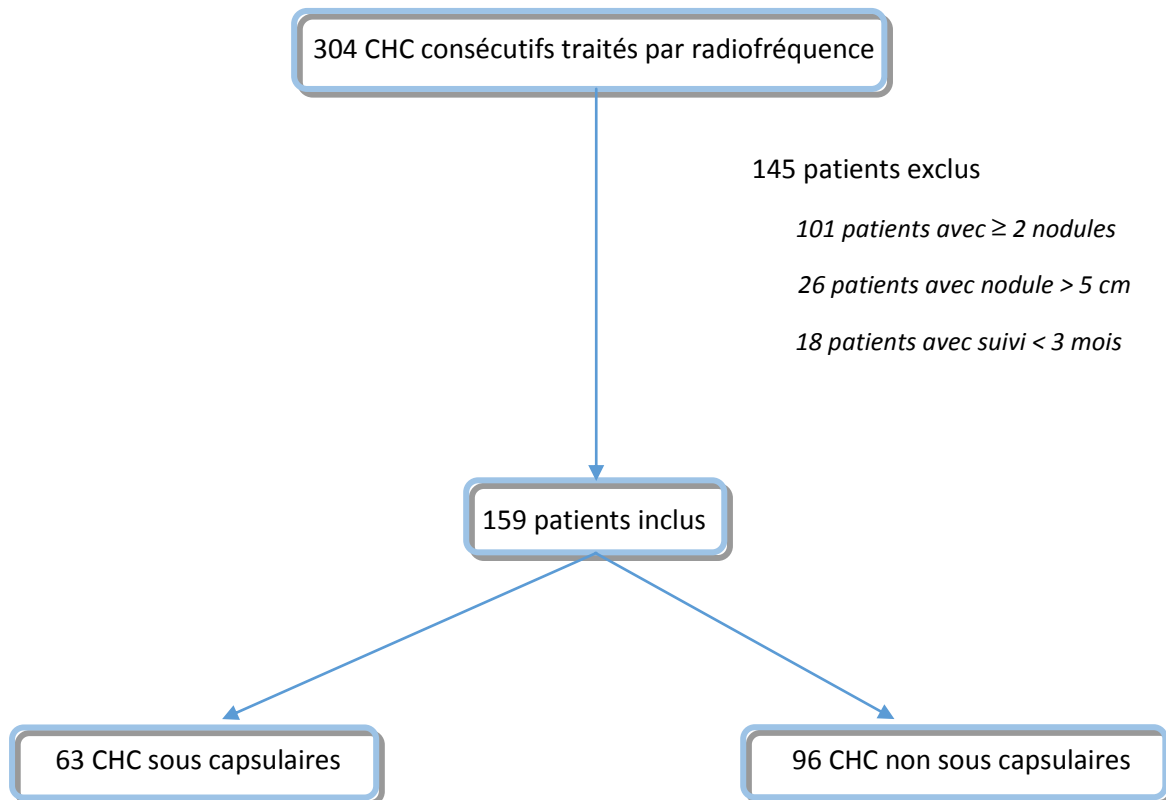 304 CHC consécutifs traités par radiofréquence
145 patients exclus
101 patients avec ≥ 2 nodules
26 patients avec nodule > 5 cm
18 patients avec suivi < 3 mois
159 patients inclus
63 CHC sous capsulaires
96 CHC non sous capsulaires